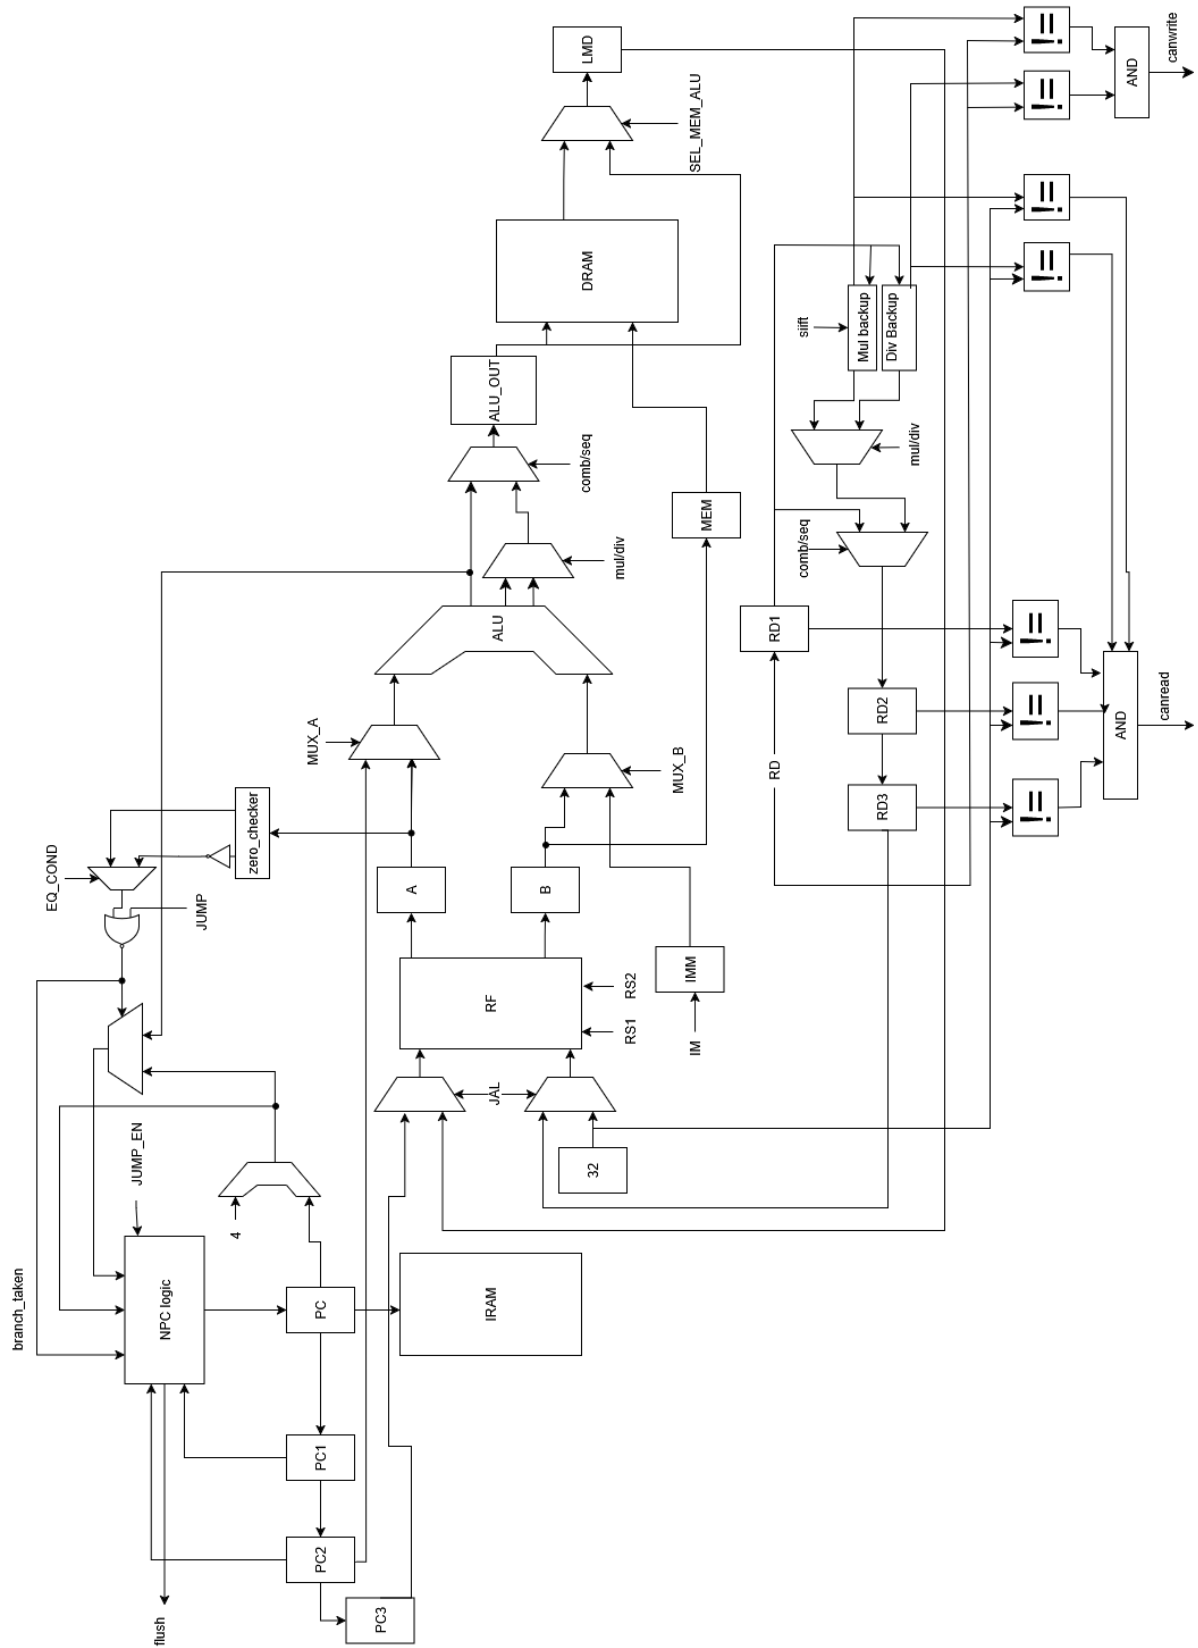 branch_taken
flush
NPC logic
JUMP_EN
4
PC
PC1
PC2
PC3
IRAM
EQ_COND
JUMP
zero_checker
JAL
32
RF
RS1
RS2
IM
IMM
A
B
MUX_A
MUX_B
ALU
mul/div
comb/seq
ALU_OUT
MEM
DRAM
SEL_MEM_ALU
LMD
RD
RD1
RD2
RD3
comb/seq
mul/div
siift
Mul backup
Div Backup
!=
!=
!=
!=
!=
!=
!=
AND
canread
AND
canwrite